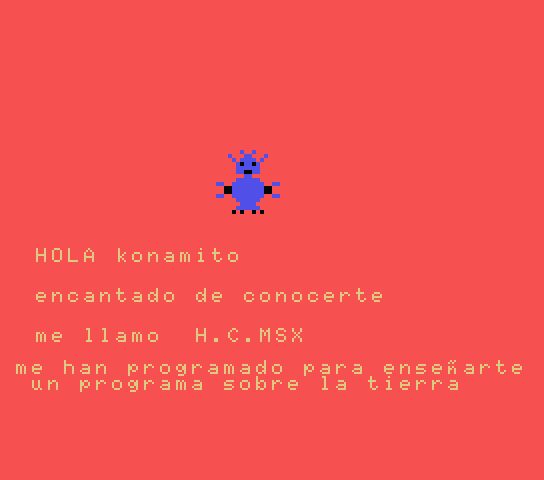 HOLA konamito
encantado de conocerte
me llamo  H.C.MSX
me han programado para enseñarte
un programa sobre la tierra